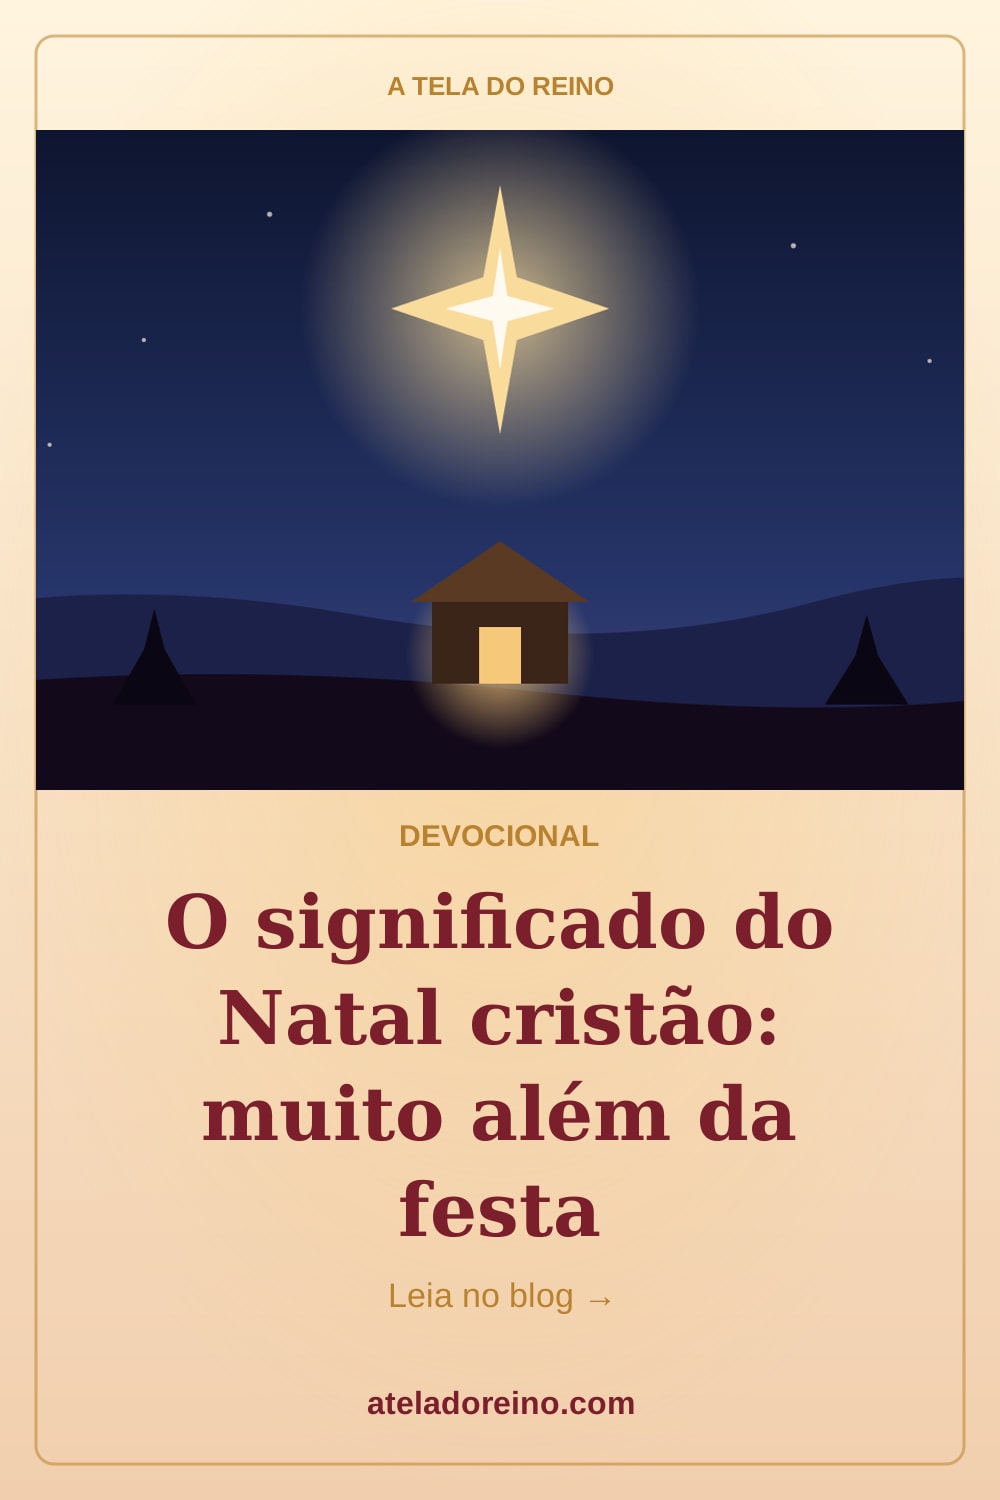 A TELA DO REINO
DEVOCIONAL
O significado do
Natal cristão:
muito além da
festa
Leia no blog →
ateladoreino.com